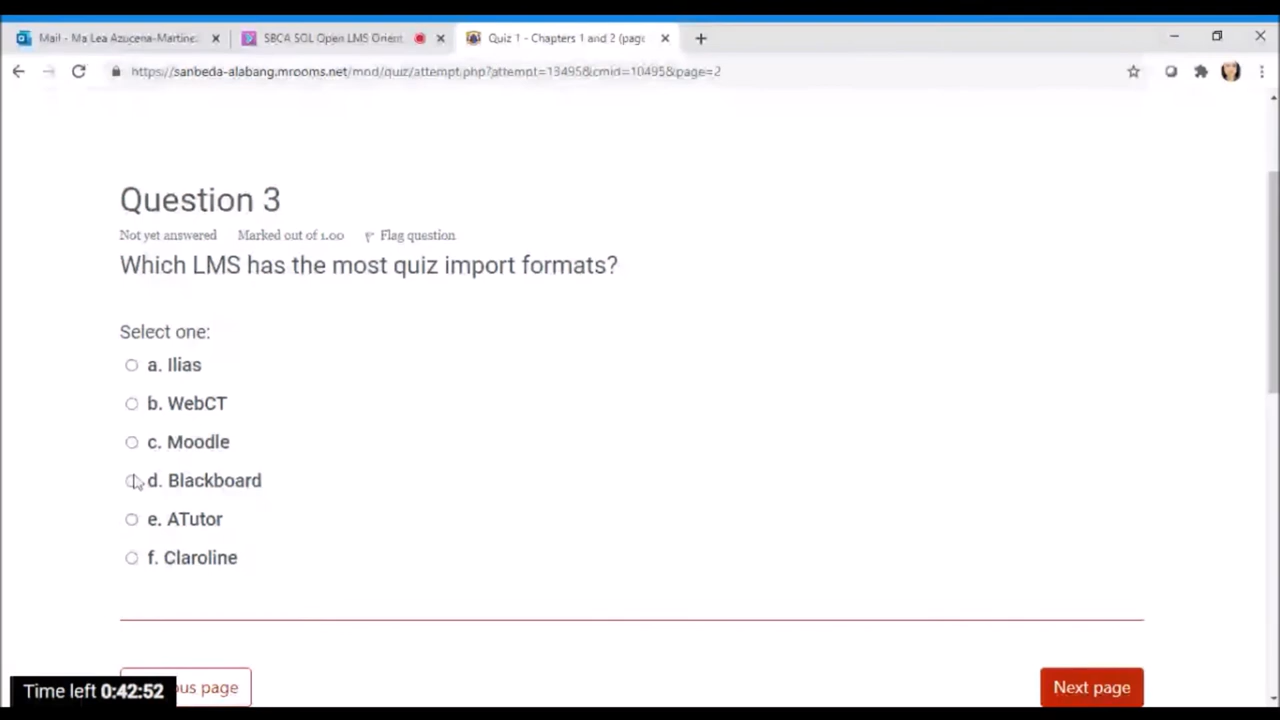 Mail - Ma Lea Azucena-Martine:
SBCA SOL Open LMS Orient
Quiz 1 - Chapters 1 and 2 (page
https://sanbeda-alabang.mrooms.net/mod/quiz/attempt.php?attempt=13495&cmid=10495&page=2
Question 3
Not yet answered Marked out of 1.00 Flag question
Which LMS has the most quiz import formats?
Select one:
a. Ilias
b. WebCT
c. Moodle
d. Blackboard
e. ATutor
f. Claroline
Time left 0:42:52
us page
Next page